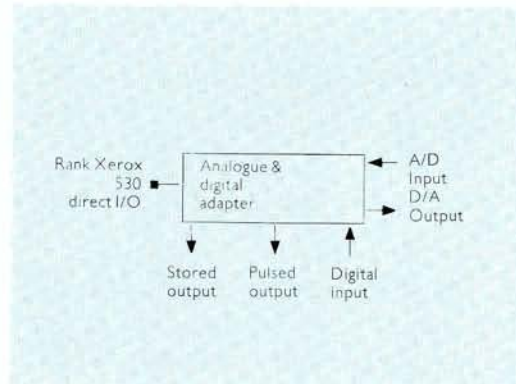 Rank Xerox
530
direct I/O
Analogue &
digital
adapter
A/D
Input
D/A
Output
Stored
output
Pulsed
output
Digital
input